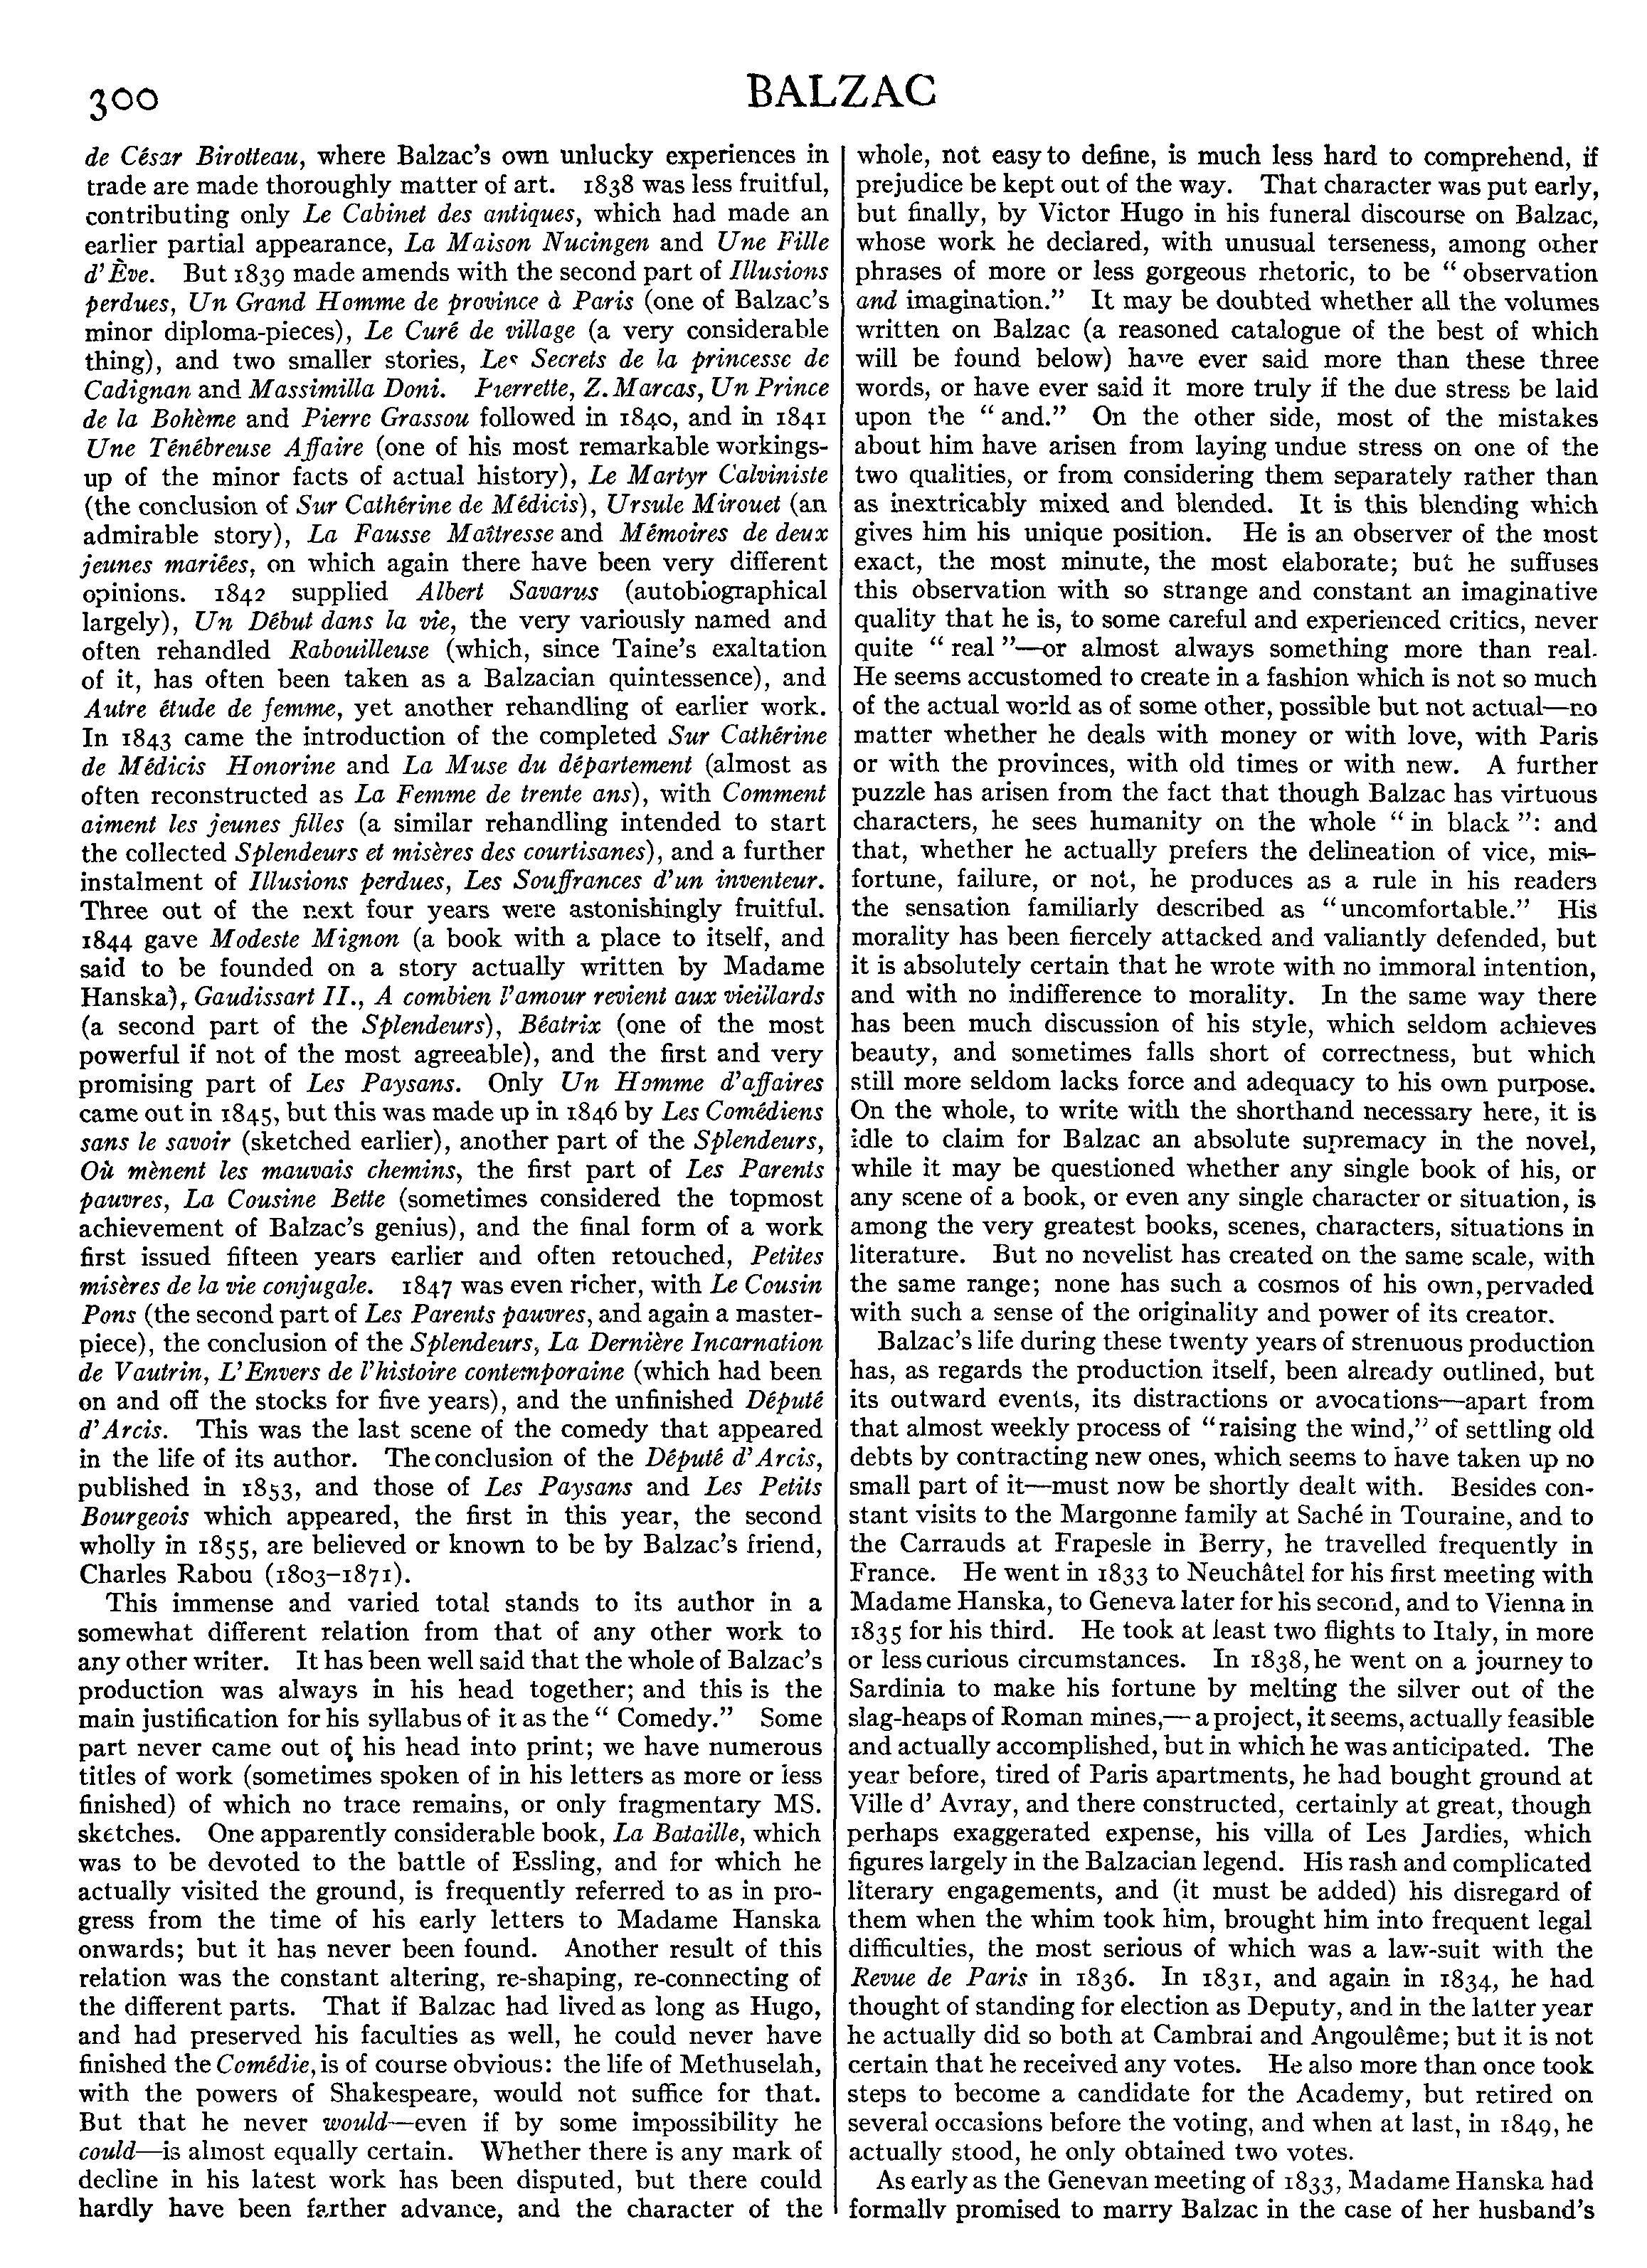 300
BALZAC
de César Birotteau, where Balzac's own unlucky experiences in
trade are made thoroughly matter of art. 1838 was less fruitful,
contributing only Le Cabinet des antiques, which had made an
earlier partial appearance, La Maison Nucingen and Une Fille
d'Ève. But 1839 made amends with the second part of Illusions
perdues, Un Grand Homme de province à Paris (one of Balzac's
minor diploma-pieces), Le Curé de village (a very considerable
thing), and two smaller stories, Les Secrets de la princesse de
Cadignan and Massimilla Doni. Pierrette, Z. Marcas, Un Prince
de la Bohème and Pierre Grassou followed in 1840, and in 1841
Une Ténébreuse Affaire (one of his most remarkable workings-
up of the minor facts of actual history), Le Martyr Calviniste
(the conclusion of Sur Cathérine de Médicis), Ursule Mirouet (an
admirable story), La Fausse Maîtresse and Mémoires de deux
jeunes mariées, on which again there have been very different
opinions. 1842 supplied Albert Savarus (autobiographical
largely), Un Début dans la vie, the very variously named and
often rehandled Rabouilleuse (which, since Taine's exaltation
of it, has often been taken as a Balzacian quintessence), and
Autre étude de femme, yet another rehandling of earlier work.
In 1843 came the introduction of the completed Sur Cathérine
de Médicis Honorine and La Muse du département (almost as
often reconstructed as La Femme de trente ans), with Comment
aiment les jeunes filles (a similar rehandling intended to start
the collected Splendeurs et misères des courtisanes), and a further
instalment of Illusions perdues, Les Souffrances d'un inventeur.
Three out of the next four years were astonishingly fruitful.
1844 gave Modeste Mignon (a book with a place to itself, and
said to be founded on a story actually written by Madame
Hanska), Gaudissart II., A combien l'amour revient aux vieillards
(a second part of the Splendeurs), Béatrix (one of the most
powerful if not of the most agreeable), and the first and very
promising part of Les Paysans. Only Un Homme d'affaires
came out in 1845, but this was made up in 1846 by Les Comédiens
sans le savoir (sketched earlier), another part of the Splendeurs,
Où mènent les mauvais chemins, the first part of Les Parents
pauvres, La Cousine Bette (sometimes considered the topmost
achievement of Balzac's genius), and the final form of a work
first issued fifteen years earlier and often retouched, Petites
misères de la vie conjugale. 1847 was even richer, with Le Cousin
Pons (the second part of Les Parents pauvres, and again a master-
piece), the conclusion of the Splendeurs, La Dernière Incarnation
de Vautrin, L'Envers de l'histoire contemporaine (which had been
on and off the stocks for five years), and the unfinished Député
d'Arcis. This was the last scene of the comedy that appeared
in the life of its author. The conclusion of the Député d'Arcis,
published in 1853, and those of Les Paysans and Les Petits
Bourgeois which appeared, the first in this year, the second
wholly in 1855, are believed or known to be by Balzac's friend,
Charles Rabou (1803-1871).
This immense and varied total stands to its author in a
somewhat different relation from that of any other work to
any other writer. It has been well said that the whole of Balzac's
production was always in his head together; and this is the
main justification for his syllabus of it as the "Comedy." Some
part never came out of his head into print; we have numerous
titles of work (sometimes spoken of in his letters as more or less
finished) of which no trace remains, or only fragmentary MS.
sketches. One apparently considerable book, La Bataille, which
was to be devoted to the battle of Essling, and for which he
actually visited the ground, is frequently referred to as in pro-
gress from the time of his early letters to Madame Hanska
onwards; but it has never been found. Another result of this
relation was the constant altering, re-shaping, re-connecting of
the different parts. That if Balzac had lived as long as Hugo,
and had preserved his faculties as well, he could never have
finished the Comédie, is of course obvious: the life of Methuselah,
with the powers of Shakespeare, would not suffice for that.
But that he never would—even if by some impossibility he
could—is almost equally certain. Whether there is any mark of
decline in his latest work has been disputed, but there could
hardly have been farther advance, and the character of the
whole, not easy to define, is much less hard to comprehend, if
prejudice be kept out of the way. That character was put early,
but finally, by Victor Hugo in his funeral discourse on Balzac,
whose work he declared, with unusual terseness, among other
phrases of more or less gorgeous rhetoric, to be "observation
and imagination." It may be doubted whether all the volumes
written on Balzac (a reasoned catalogue of the best of which
will be found below) have ever said more than these three
words, or have ever said it more truly if the due stress be laid
upon the "and." On the other side, most of the mistakes
about him have arisen from laying undue stress on one of the
two qualities, or from considering them separately rather than
as inextricably mixed and blended. It is this blending which
gives him his unique position. He is an observer of the most
exact, the most minute, the most elaborate; but he suffuses
this observation with so strange and constant an imaginative
quality that he is, to some careful and experienced critics, never
quite "real"—or almost always something more than real.
He seems accustomed to create in a fashion which is not so much
of the actual world as of some other, possible but not actual—no
matter whether he deals with money or with love, with Paris
or with the provinces, with old times or with new. A further
puzzle has arisen from the fact that though Balzac has virtuous
characters, he sees humanity on the whole "in black": and
that, whether he actually prefers the delineation of vice, mis-
fortune, failure, or not, he produces as a rule in his readers
the sensation familiarly described as "uncomfortable." His
morality has been fiercely attacked and valiantly defended, but
it is absolutely certain that he wrote with no immoral intention,
and with no indifference to morality. In the same way there
has been much discussion of his style, which seldom achieves
beauty, and sometimes falls short of correctness, but which
still more seldom lacks force and adequacy to his own purpose.
On the whole, to write with the shorthand necessary here, it is
idle to claim for Balzac an absolute supremacy in the novel,
while it may be questioned whether any single book of his, or
any scene of a book, or even any single character or situation, is
among the very greatest books, scenes, characters, situations in
literature. But no novelist has created on the same scale, with
the same range; none has such a cosmos of his own, pervaded
with such a sense of the originality and power of its creator.
Balzac's life during these twenty years of strenuous production
has, as regards the production itself, been already outlined, but
its outward events, its distractions or avocations—apart from
that almost weekly process of "raising the wind," of settling old
debts by contracting new ones, which seems to have taken up no
small part of it—must now be shortly dealt with. Besides con-
stant visits to the Margonne family at Saché in Touraine, and to
the Carrauds at Frapesle in Berry, he travelled frequently in
France. He went in 1833 to Neuchâtel for his first meeting with
Madame Hanska, to Geneva later for his second, and to Vienna in
1835 for his third. He took at least two flights to Italy, in more
or less curious circumstances. In 1838, he went on a journey to
Sardinia to make his fortune by melting the silver out of the
slag-heaps of Roman mines,—a project, it seems, actually feasible
and actually accomplished, but in which he was anticipated. The
year before, tired of Paris apartments, he had bought ground at
Ville d' Avray, and there constructed, certainly at great, though
perhaps exaggerated expense, his villa of Les Jardies, which
figures largely in the Balzacian legend. His rash and complicated
literary engagements, and (it must be added) his disregard of
them when the whim took him, brought him into frequent legal
difficulties, the most serious of which was a law-suit with the
Revue de Paris in 1836. In 1831, and again in 1834, he had
thought of standing for election as Deputy, and in the latter year
he actually did so both at Cambrai and Angoulême; but it is not
certain that he received any votes. He also more than once took
steps to become a candidate for the Academy, but retired on
several occasions before the voting, and when at last, in 1849, he
actually stood, he only obtained two votes.
As early as the Genevan meeting of 1833, Madame Hanska had
formally promised to marry Balzac in the case of her husband's